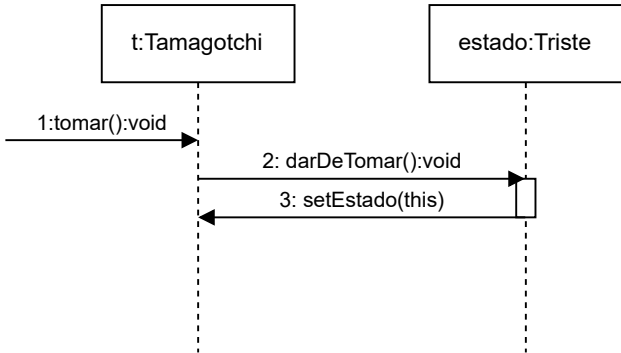 t:Tamagotchi
estado:Triste
1:tomar():void
2: darDeTomar():void
3: setEstado(this)